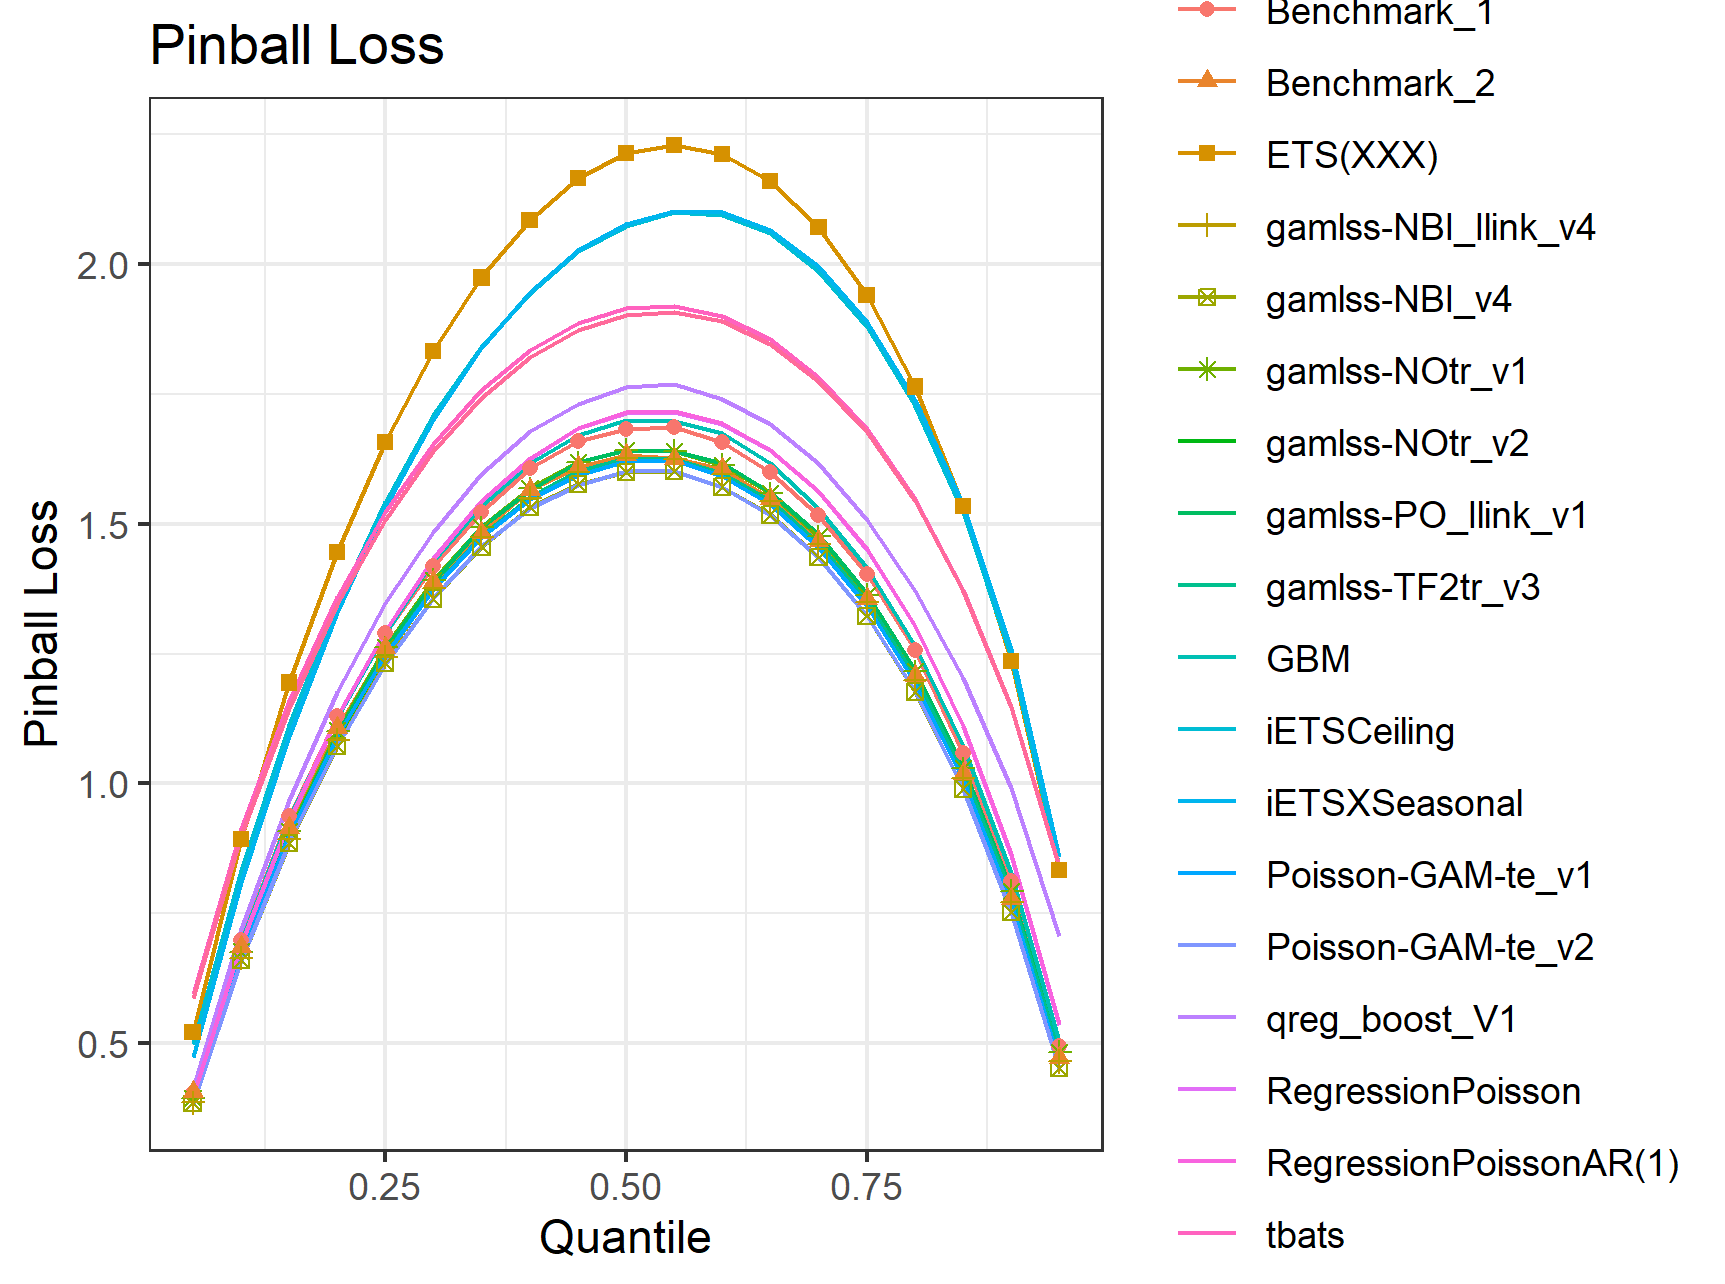 Pinball Loss
Pinball Loss
2.0
1.5
1.0
0.5
0.25
0.50
0.75
Quantile
Benchmark_1
Benchmark_2
ETS(XXX)
gamlss-NBI_llink_v4
gamlss-NBI_v4
gamlss-NOtr_v1
gamlss-NOtr_v2
gamlss-PO_llink_v1
gamlss-TF2tr_v3
GBM
iETSCeiling
iETSXSeasonal
Poisson-GAM-te_v1
Poisson-GAM-te_v2
qreg_boost_V1
RegressionPoisson
RegressionPoissonAR(1)
tbats